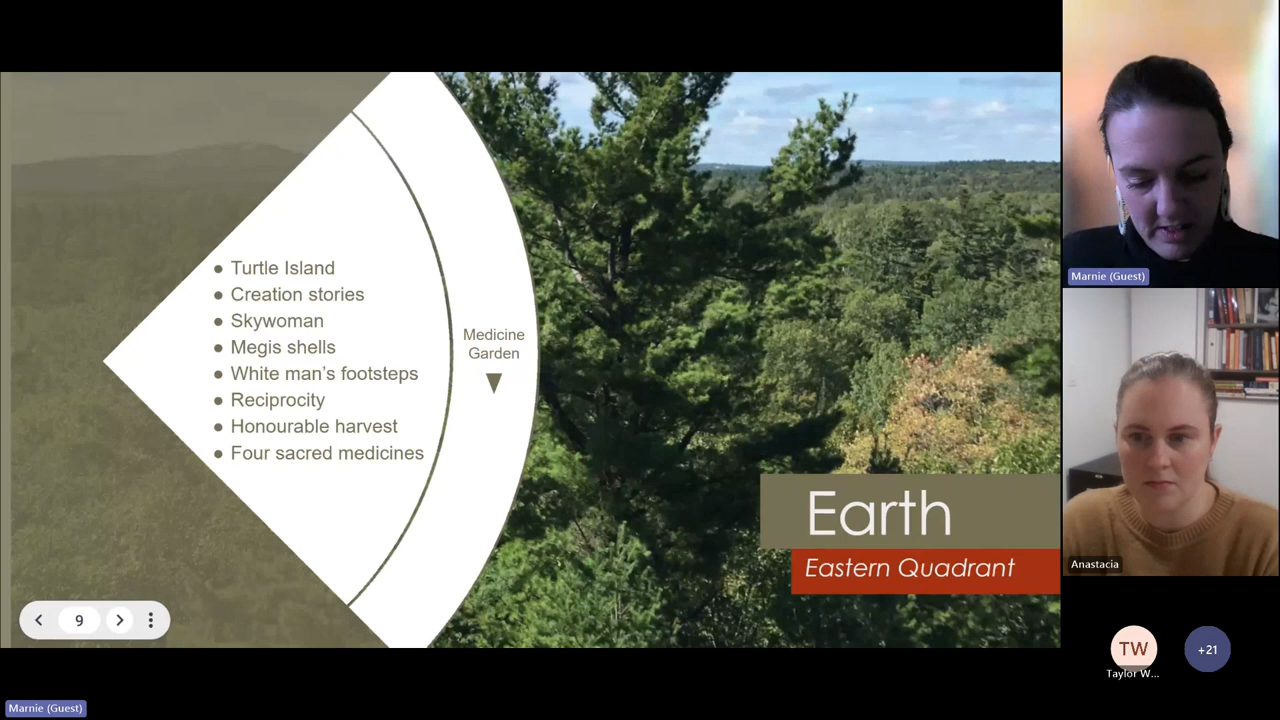 ● Turtle Island
● Creation stories
● Skywoman
● Megis shells
● White man's footsteps
● Reciprocity
● Honourable harvest
● Four sacred medicines
Medicine
Garden
Earth
Eastern Quadrant
9
Marnie (Guest)
Anastacia
TW
Taylor W...
+21
Marnie (Guest)